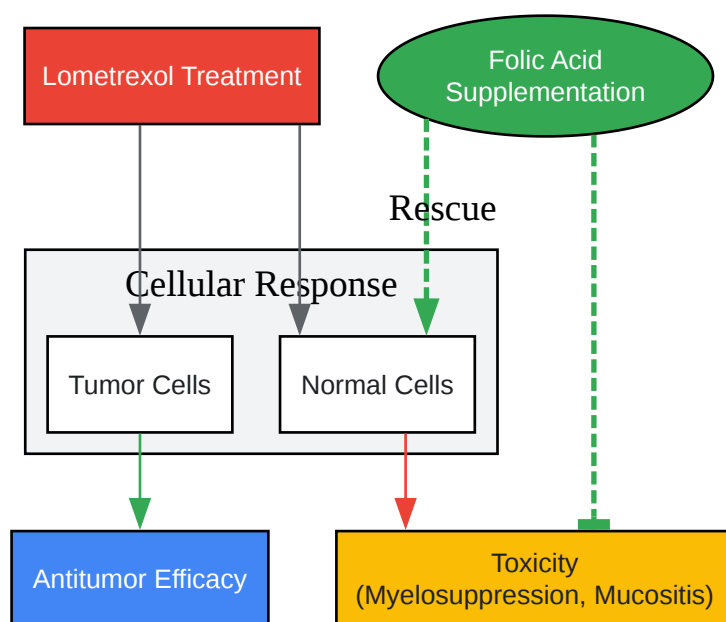 Lometrexol Treatment
Folic Acid
Supplementation
Rescue
Cellular Response
Tumor Cells
Normal Cells
Antitumor Efficacy
Toxicity
(Myelosuppression, Mucositis)